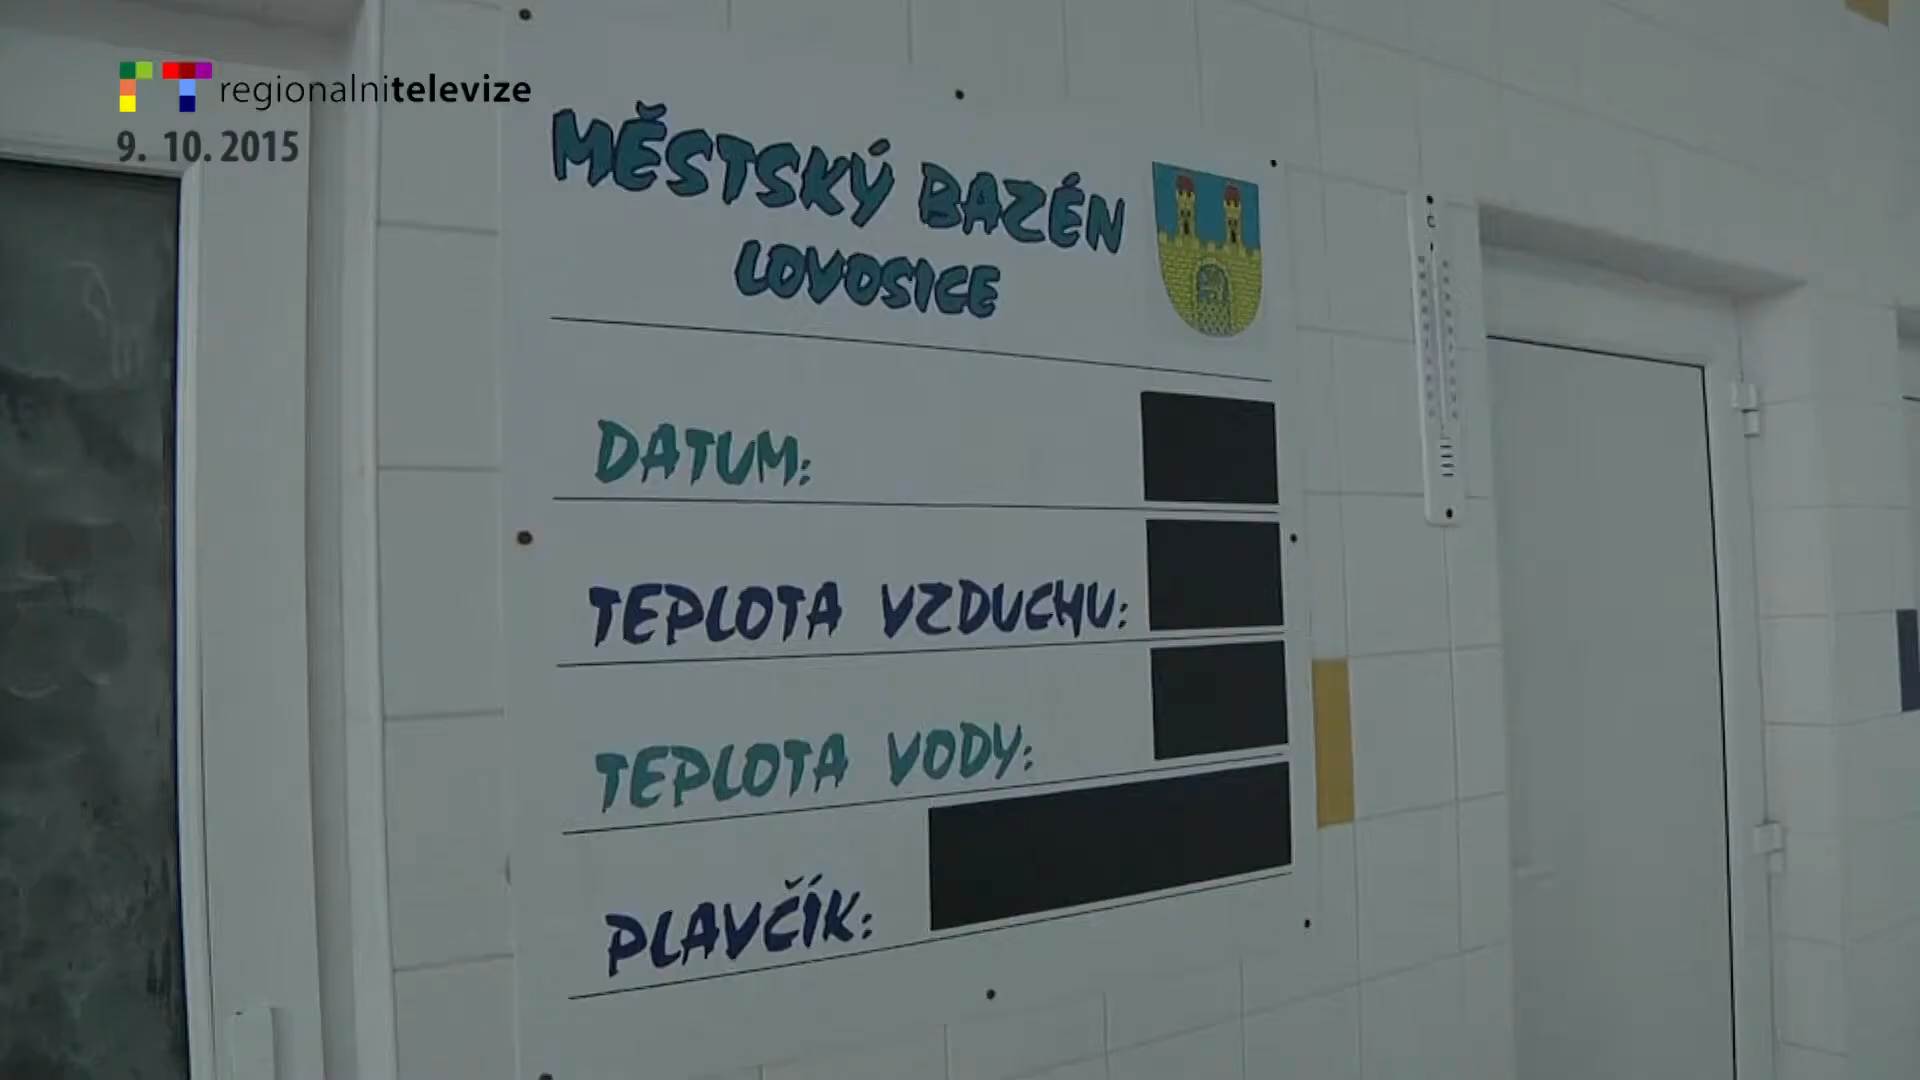 regionalnitelevize
9. 10. 2015
MĚSTSKÝ BAZÉN
LOVOSICE
DATUM:
TEPLOTA VZDUCHU:
TEPLOTA VODY:
PLAVČÍK: